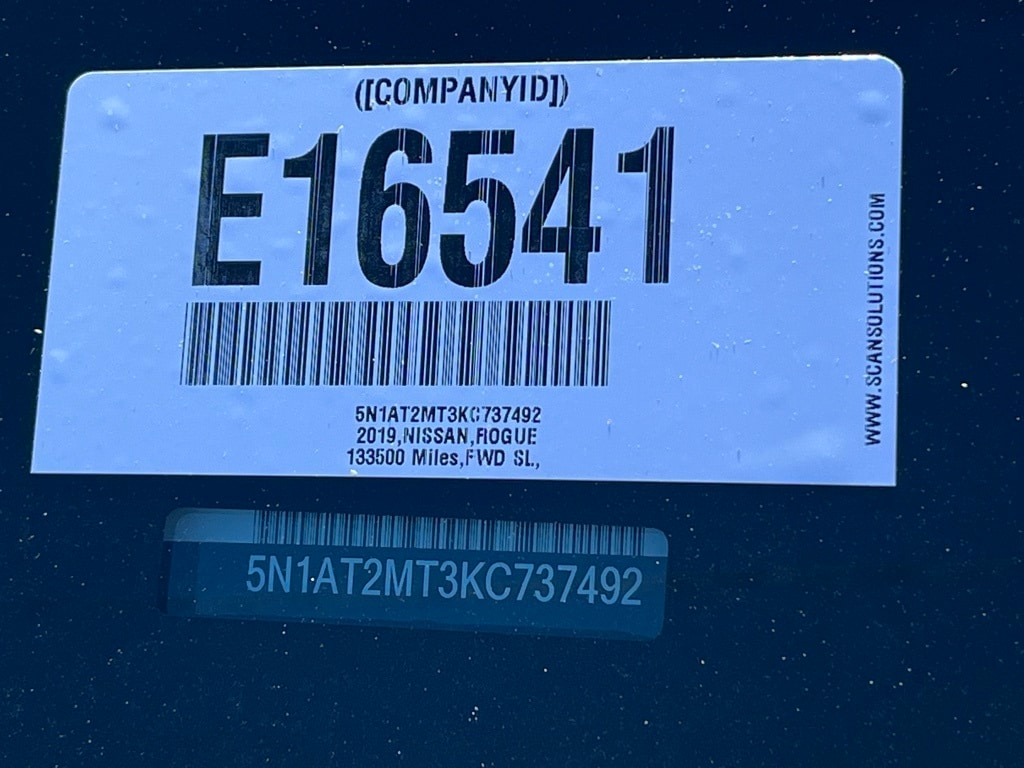 ([COMPANYID])
E16541
5N1AT2MT3KC737492
2019,NISSAN,ROGUE
133500 Miles,FWD SL,
WWW.SCANSOLUTIONS.COM
5N1AT2MT3KC737492